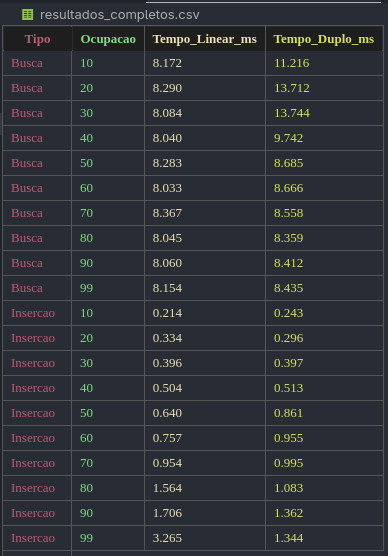 resultados_completos.csv
Tipo Ocupacao Tempo_Linear_ms Tempo_Duplo_ms
Busca 10 8.172 11.216
Busca 20 8.290 13.712
Busca 30 8.084 13.744
Busca 40 8.040 9.742
Busca 50 8.283 8.685
Busca 60 8.033 8.666
Busca 70 8.367 8.558
Busca 80 8.045 8.359
Busca 90 8.060 8.412
Busca 99 8.154 8.435
Insercao 10 0.214 0.243
Insercao 20 0.334 0.296
Insercao 30 0.396 0.397
Insercao 40 0.504 0.513
Insercao 50 0.640 0.861
Insercao 60 0.757 0.955
Insercao 70 0.954 0.995
Insercao 80 1.564 1.083
Insercao 90 1.706 1.362
Insercao 99 3.265 1.344